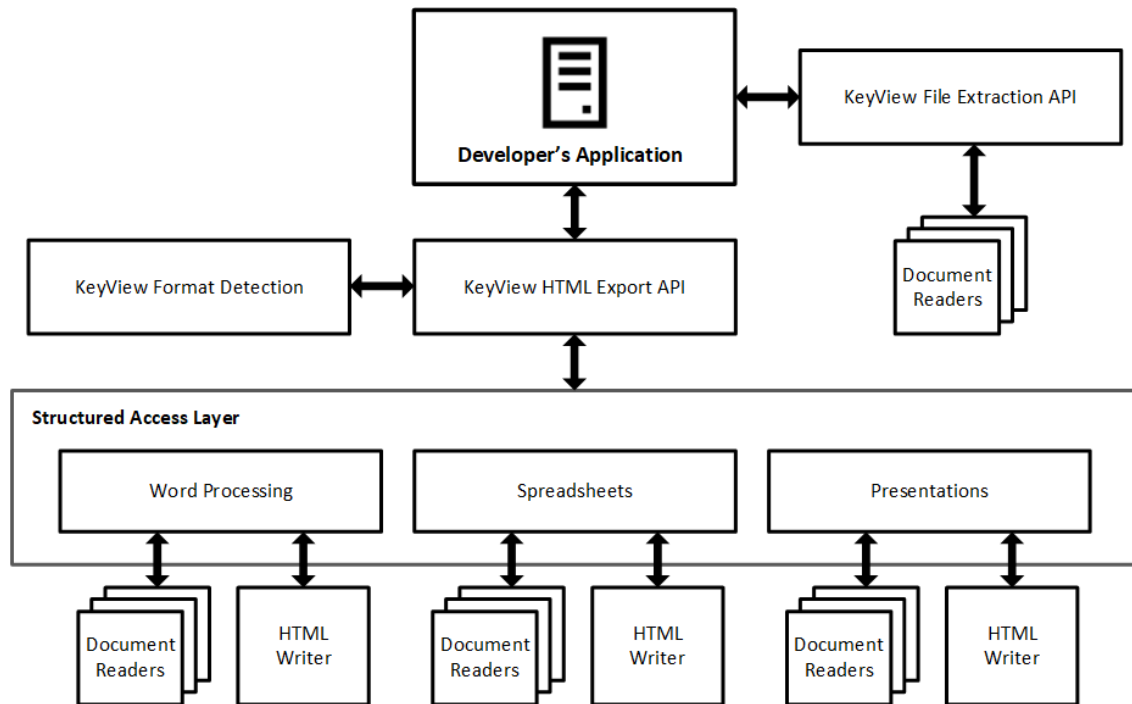 Developer’s Application
KeyView File Extraction API
KeyView Format Detection
KeyView HTML Export API
Document
Readers
Structured Access Layer
Word Processing
Spreadsheets
Presentations
Document
Readers
HTML
Writer
Document
Readers
HTML
Writer
Document
Readers
HTML
Writer